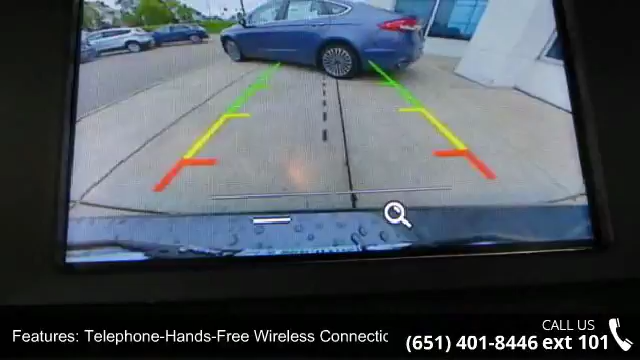 CALL US
Features: Telephone-Hands-Free Wireless Connectic
(651) 401-8446 ext 101